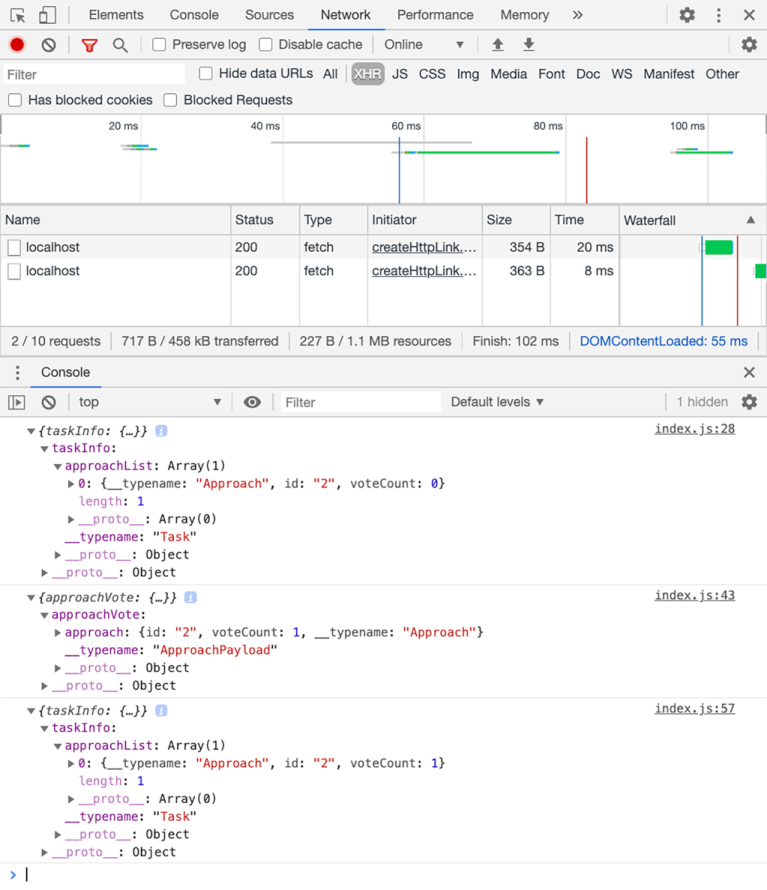 Elements Console Sources Network Performance Memory »
Preserve log Disable cache Online ▼
Filter Hide data URLs All XHR JS CSS Img Media Font Doc WS Manifest Other
Has blocked cookies Blocked Requests
20 ms 40 ms 60 ms 80 ms 100 ms
Name Status Type Initiator Size Time Waterfall ▲
localhost 200 fetch createHttpLink.… 354 B 20 ms
localhost 200 fetch createHttpLink.… 363 B 8 ms
2 / 10 requests 717 B / 458 kB transferred 227 B / 1.1 MB resources Finish: 102 ms DOMContentLoaded: 55 ms
Console
top ▼ Filter Default levels ▼ 1 hidden
▼{taskInfo: {…}} i index.js:28
▼taskInfo:
▼approachList: Array(1)
▶0: {__typename: "Approach", id: "2", voteCount: 0}
length: 1
▶__proto__: Array(0)
__typename: "Task"
▶__proto__: Object
▶__proto__: Object
▼{approachVote: {…}} i index.js:43
▼approachVote:
▶approach: {id: "2", voteCount: 1, __typename: "Approach"}
__typename: "ApproachPayload"
▶__proto__: Object
▶__proto__: Object
▼{taskInfo: {…}} i index.js:57
▼taskInfo:
▼approachList: Array(1)
▶0: {__typename: "Approach", id: "2", voteCount: 1}
length: 1
▶__proto__: Array(0)
__typename: "Task"
▶__proto__: Object
▶__proto__: Object
>